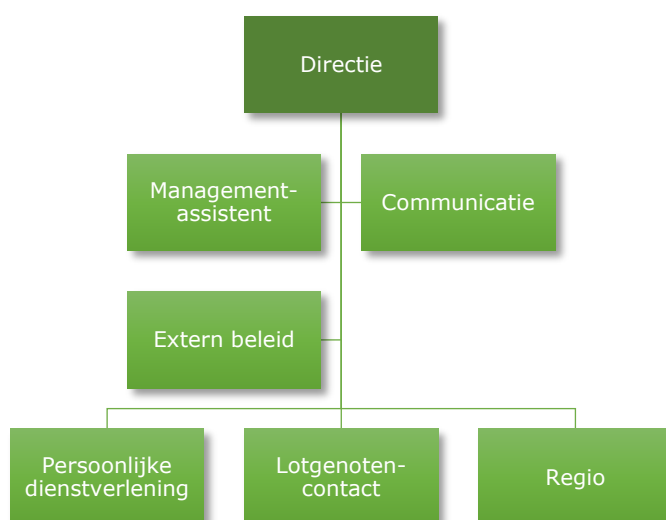 Directie
Management-
assistent
Communicatie
Extern beleid
Persoonlijke
dienstverlening
Lotgenoten-
contact
Regio